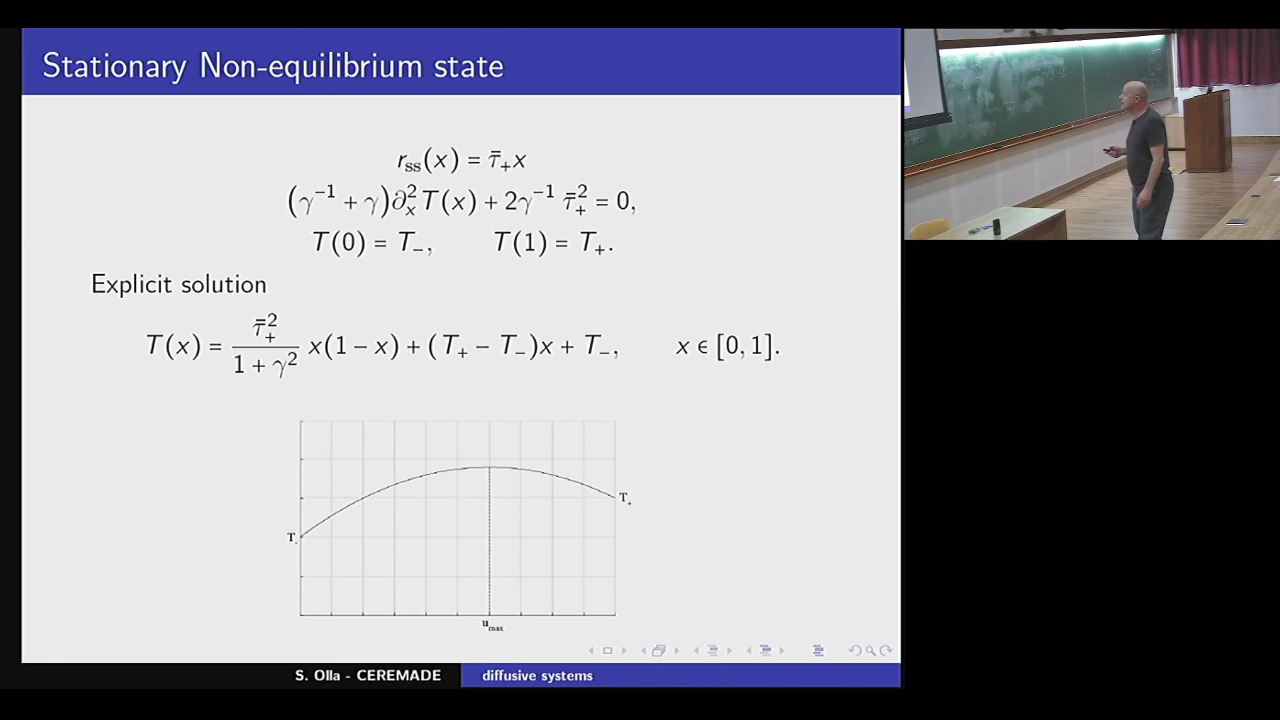 Stationary Non-equilibrium state
r_ss(x) = τ̄₊x
(γ⁻¹ + γ)∂ₓ²T(x) + 2γ⁻¹ τ̄₊² = 0,
T(0) = T₋, T(1) = T₊.
Explicit solution
T(x) = τ̄₊² / (1 + γ²) x(1 − x) + (T₊ − T₋)x + T₋, x ∈ [0, 1].
T₋
T₊
u_max
S. Olla - CEREMADE diffusive systems